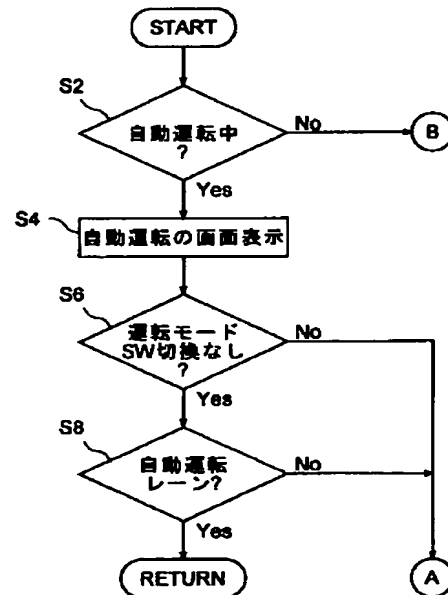 START
S2
自動運転中
?
No
B
Yes
S4
自動運転の画面表示
S6
運転モード
SW切換なし
?
No
Yes
S8
自動運転
レーン?
No
Yes
RETURN
A